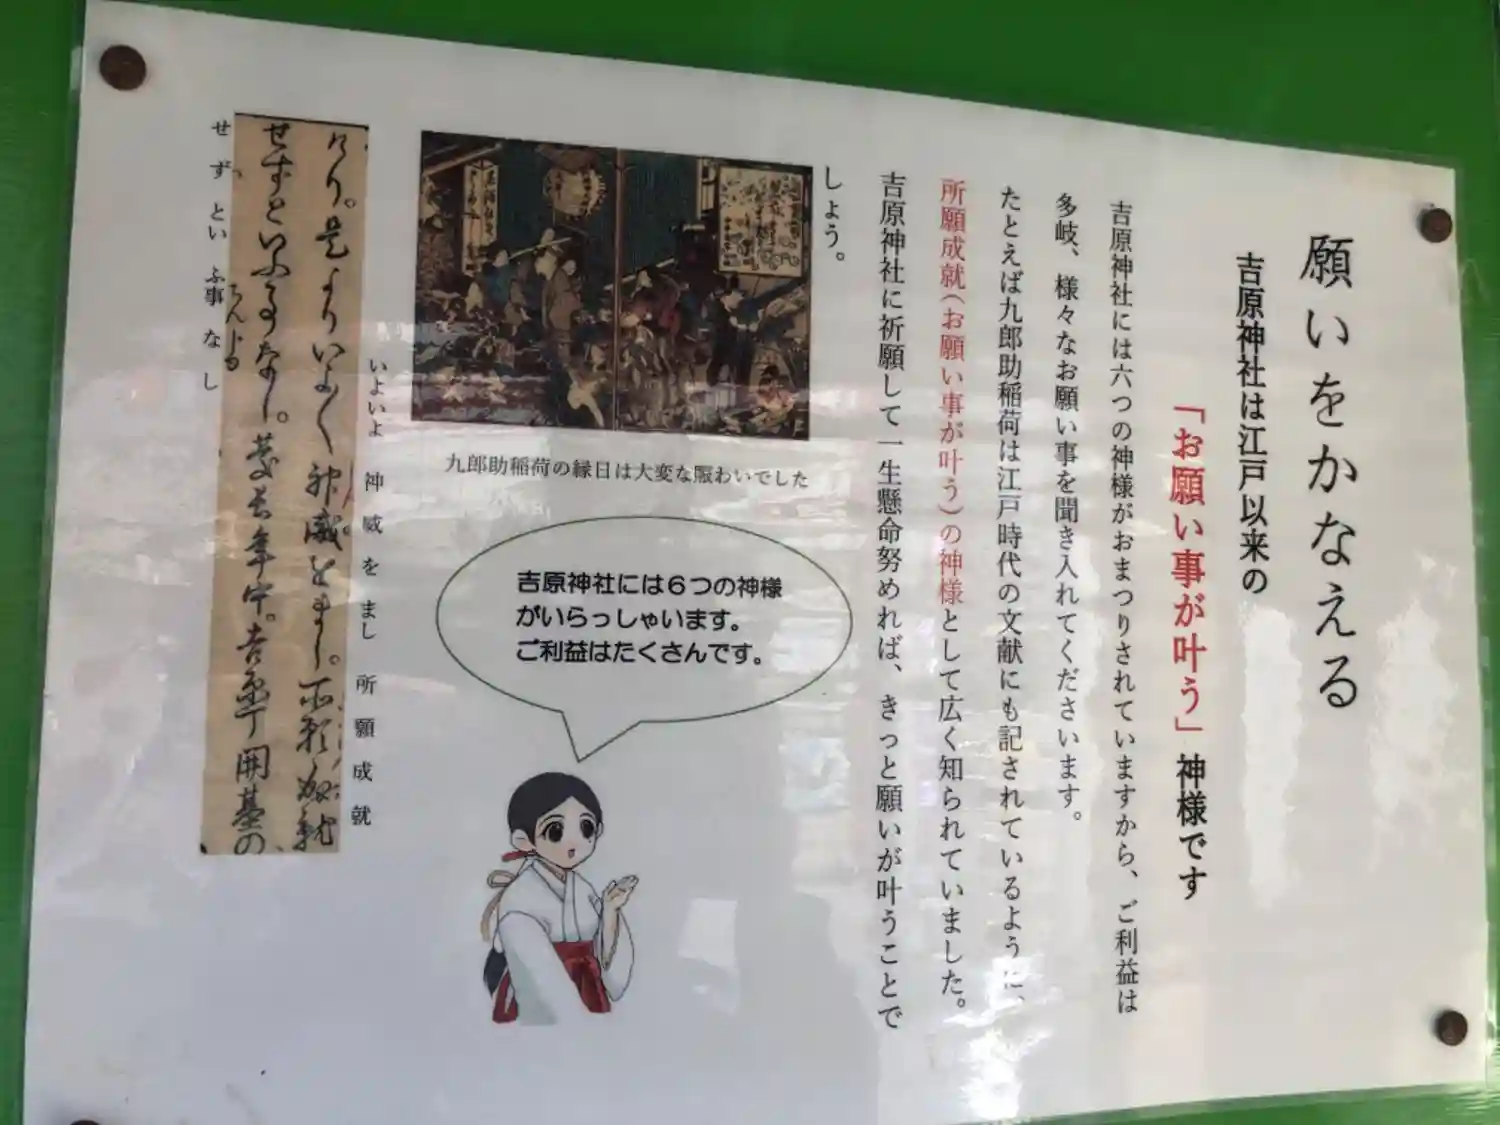 願いをかなえる
吉原神社は江戸以来の
「お願い事が叶う」神様です
吉原神社には六つの神様がおまつりされていますから、ご利益は
多岐、様々なお願い事を聞き入れてくださいます。
たとえば九郎助稲荷は江戸時代の文献にも記されているように、
所願成就(お願い事が叶う)の神様として広く知られていました。
吉原神社に祈願して一生懸命努めれば、きっと願いが叶うことで
しょう。
九郎助稲荷の縁日は大変な賑わいでした
吉原神社には6つの神様
がいらっしゃいます。
ご利益はたくさんです。
いよいよ 神威を まし 所願成就
せずといふ事なし